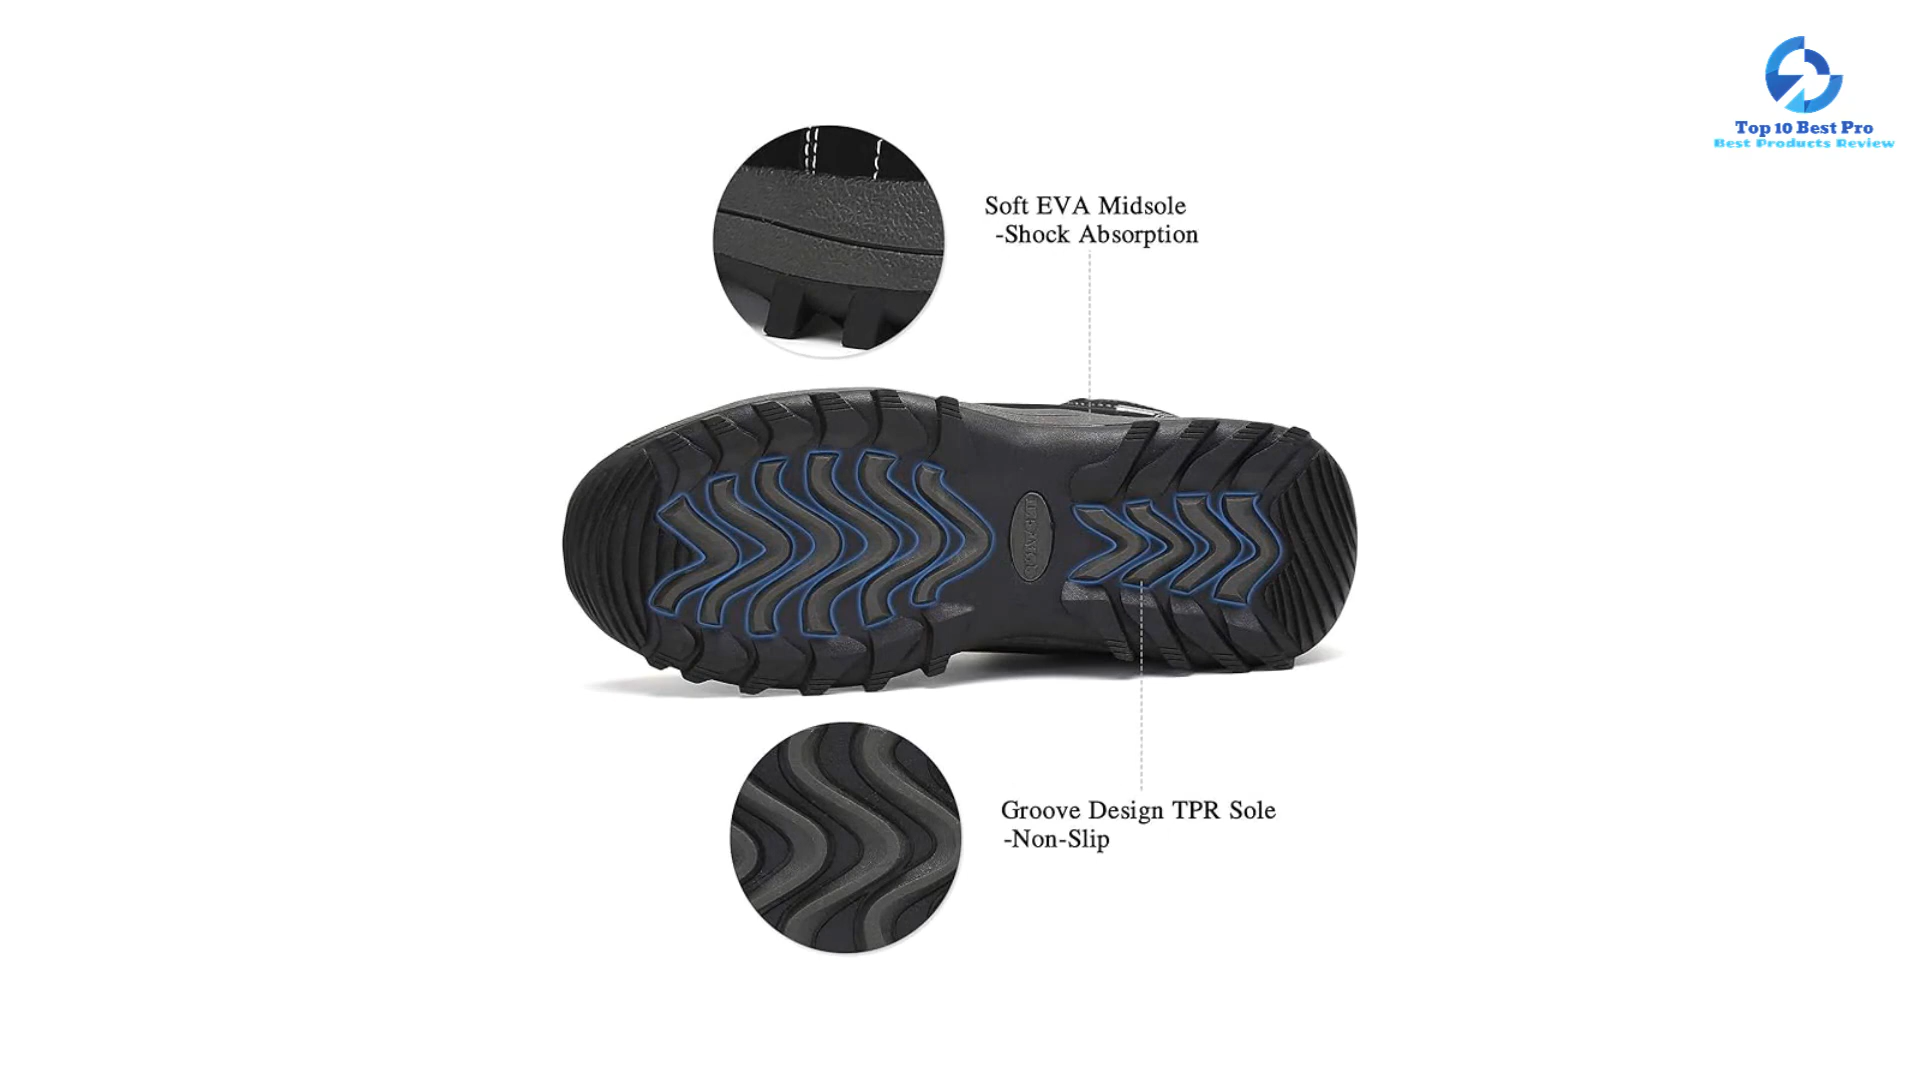 Top 10 Best Pro
Best Products Review
Soft EVA Midsole
-Shock Absorption
Groove Design TPR Sole
-Non-Slip